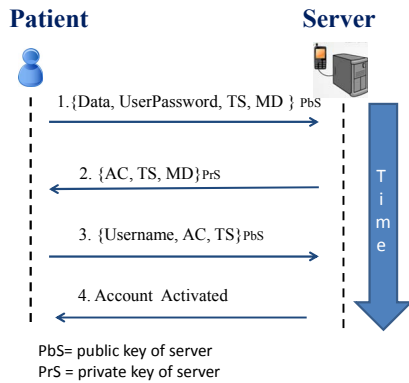 Patient Server
1.{Data, UserPassword, TS, MD } PbS
2. {AC, TS, MD}PrS
3. {Username, AC, TS}PbS
4. Account Activated
Time
PbS= public key of server
PrS = private key of server